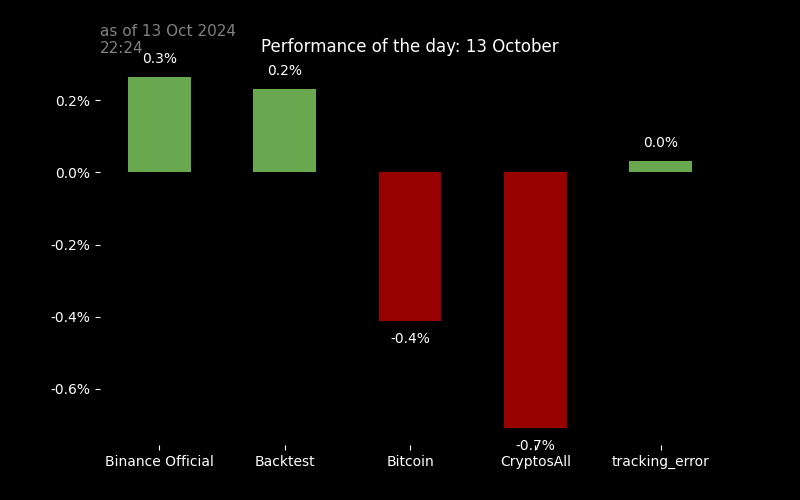 as of 13 Oct 2024
22:24
Performance of the day: 13 October
0.3%
0.2%
0.0%
0.2%
0.0%
-0.2%
-0.4%
-0.6%
-0.4%
-0.7%
Binance Official
Backtest
Bitcoin
CryptosAll
tracking_error